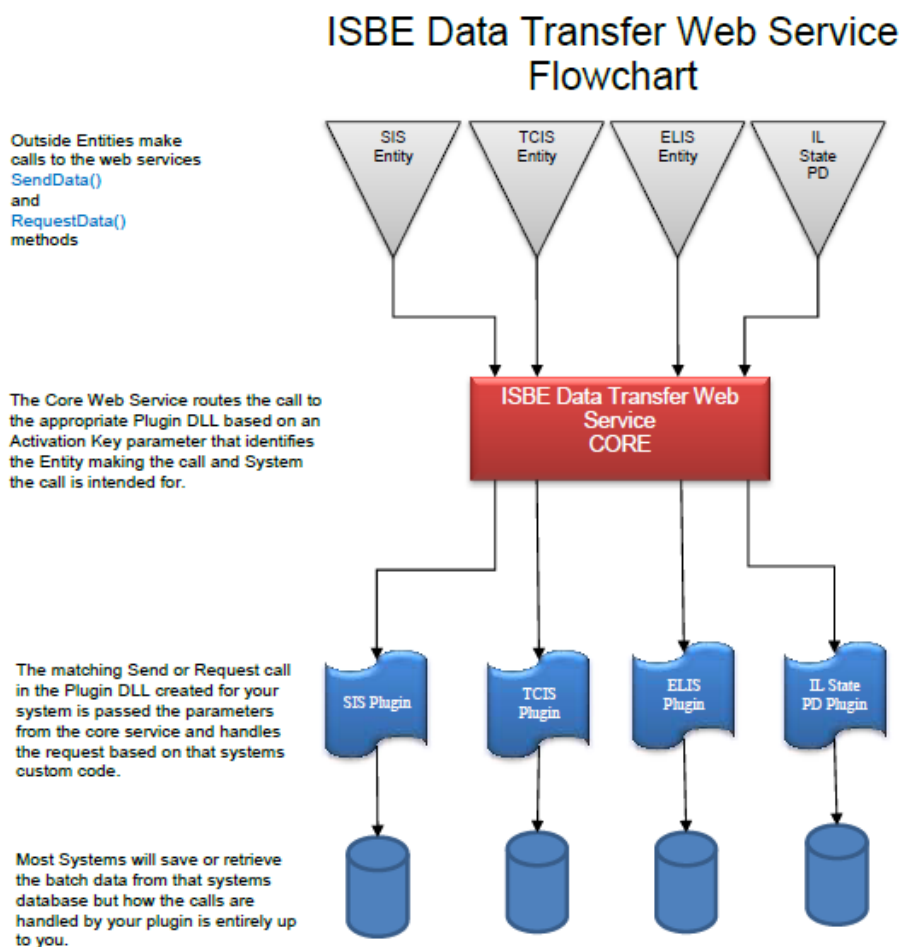 ISBE Data Transfer Web Service
Flowchart
Outside Entities make
calls to the web services
SendData()
and
RequestData()
methods
SIS
Entity
TCIS
Entity
ELIS
Entity
IL
State
PD
The Core Web Service routes the call to
the appropriate Plugin DLL based on an
Activation Key parameter that identifies
the Entity making the call and System
the call is intended for.
ISBE Data Transfer Web
Service
CORE
The matching Send or Request call
in the Plugin DLL created for your
system is passed the parameters
from the core service and handles
the request based on that systems
custom code.
SIS Plugin
TCIS
Plugin
ELIS
Plugin
IL State
PD Plugin
Most Systems will save or retrieve
the batch data from that systems
database but how the calls are
handled by your plugin is entirely up
to you.